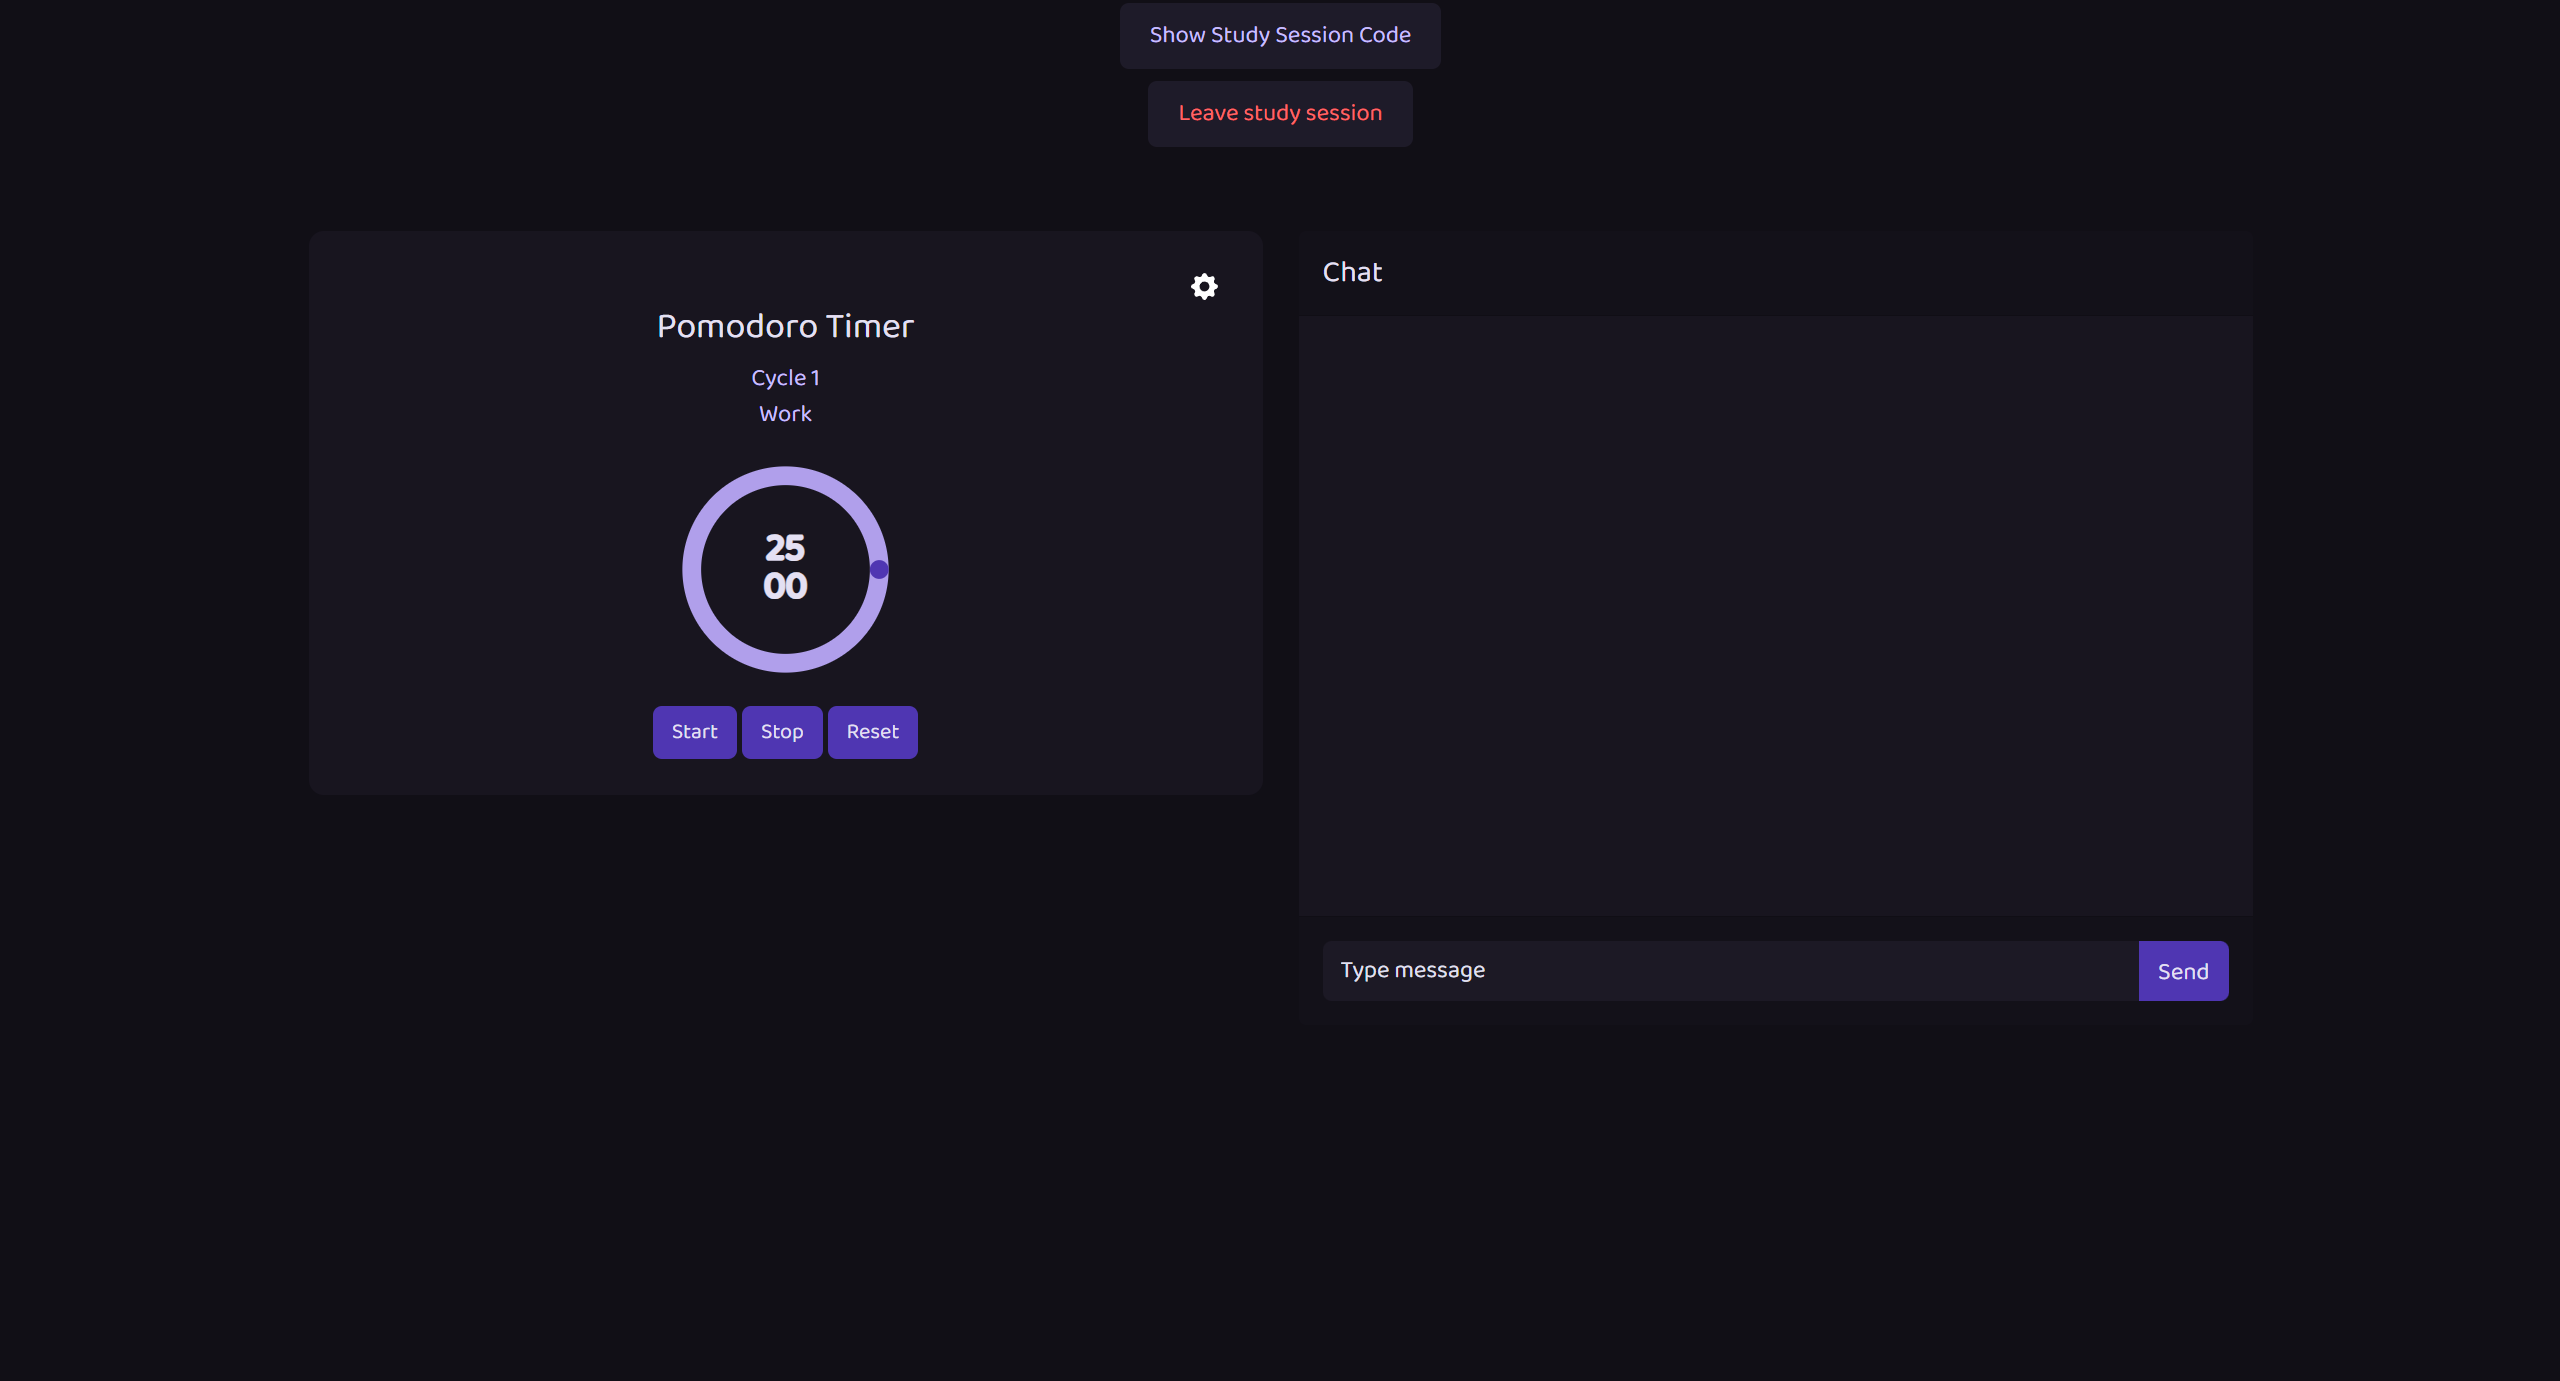 Show Study Session Code
Leave study session
Pomodoro Timer
Cycle 1
Work
25
00
Start Stop Reset
Chat
Type message
Send